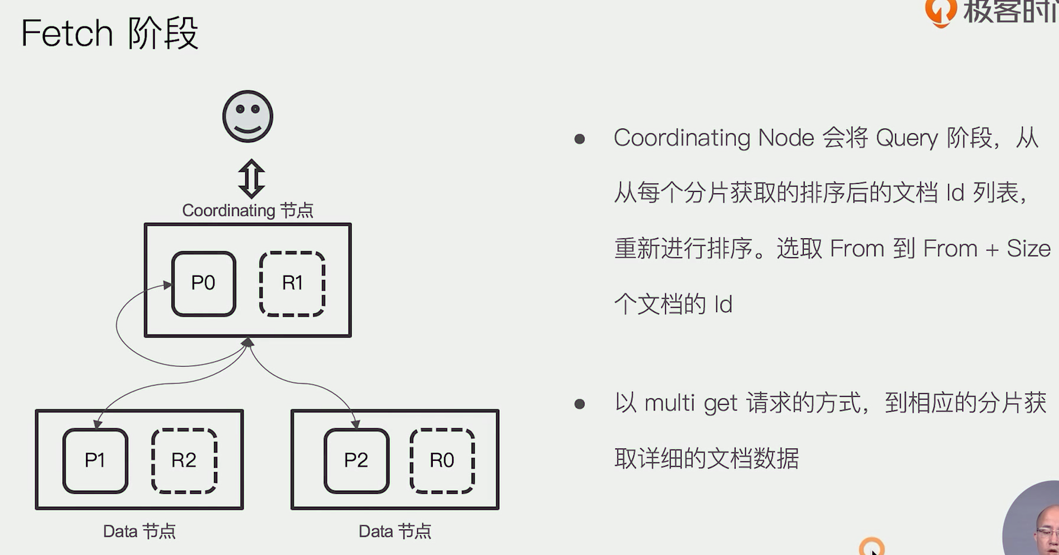 Fetch 阶段
极客时间
Coordinating 节点
P0
R1
P1
R2
P2
R0
Data 节点
Data 节点
Coordinating Node 会将 Query 阶段，从
从每个分片获取的排序后的文档 Id 列表，
重新进行排序。选取 From 到 From + Size
个文档的 Id
以 multi get 请求的方式，到相应的分片获
取详细的文档数据